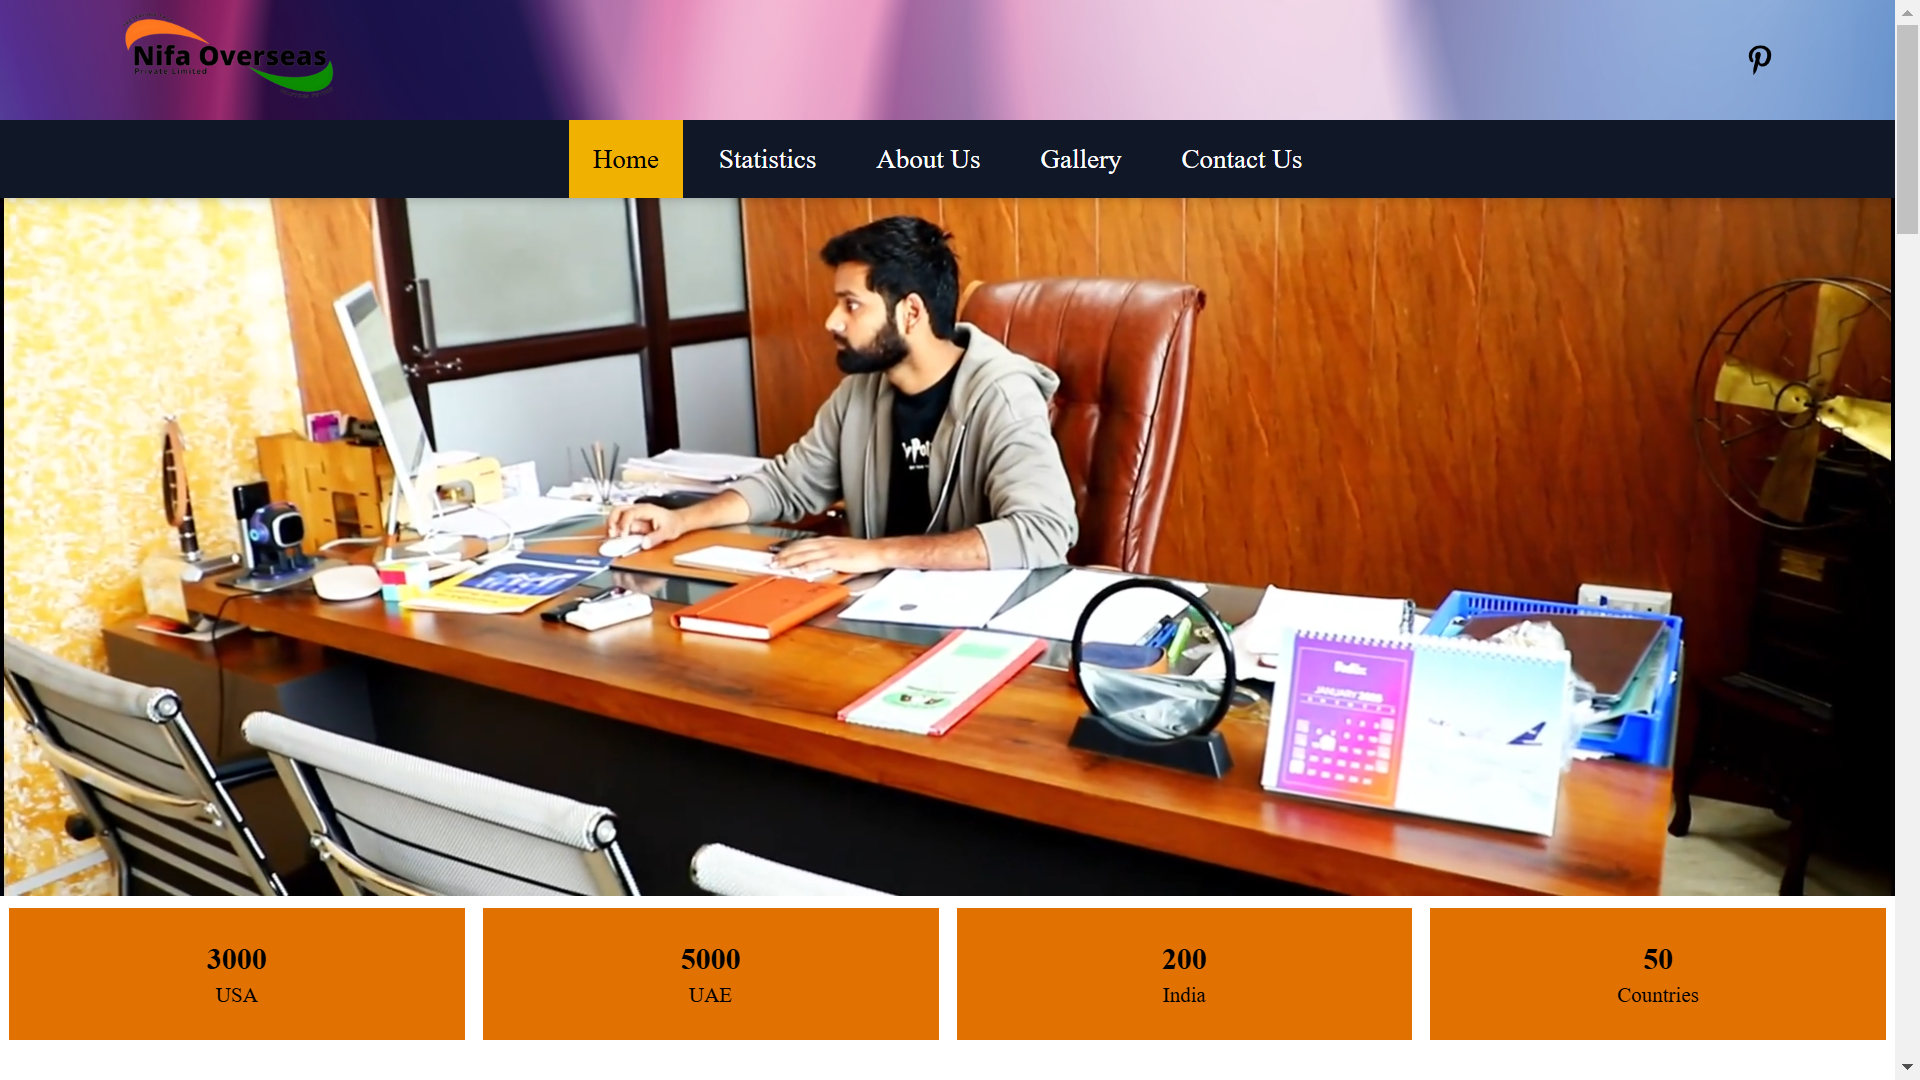 Nifa Overseas
Private Limited
Home
Statistics
About Us
Gallery
Contact Us
JANUARY
3000
USA
5000
UAE
200
India
50
Countries